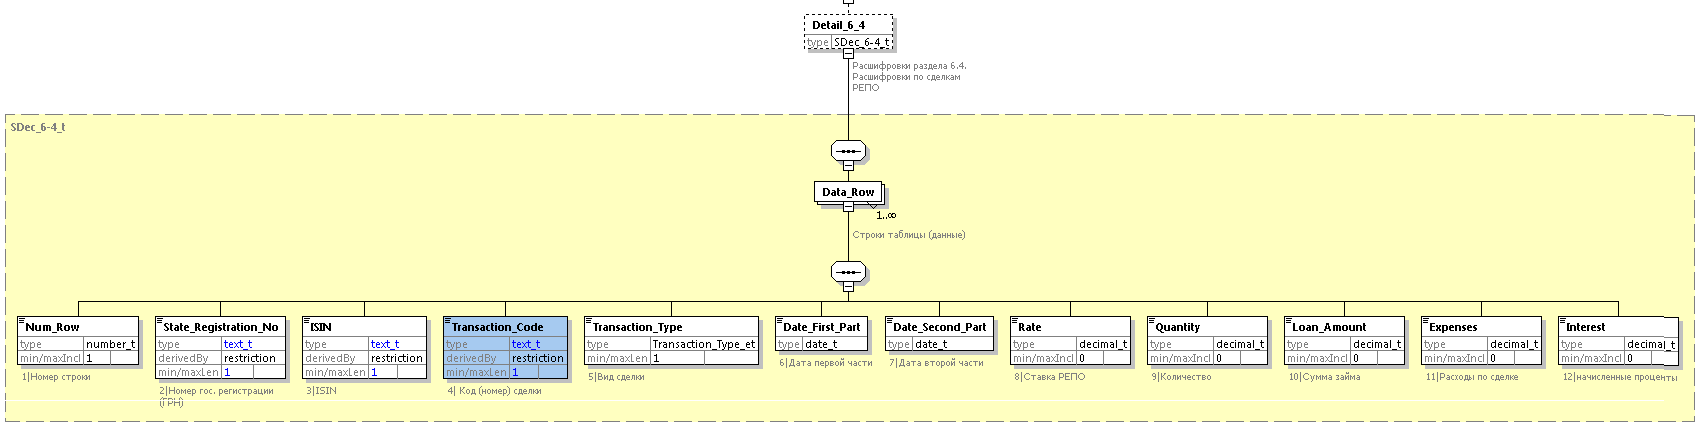 Detail_6_4
type SDec_6-4_t
Расшифровки раздела 6.4.
Расшифровки по сделкам
РЕПО
SDec_6-4_t
Data_Row
1..∞
Строки таблицы (данные)
Num_Row
type number_t
min/maxIncl 1
1|Номер строки
State_Registration_No
type text_t
derivedBy restriction
min/maxLen 1
2|Номер гос. регистрации
(ГРН)
ISIN
type text_t
derivedBy restriction
min/maxLen 1
3|ISIN
Transaction_Code
type text_t
derivedBy restriction
min/maxLen 1
4| Код (номер) сделки
Transaction_Type
type Transaction_Type_et
min/maxLen 1
5|Вид сделки
Date_First_Part
type date_t
6|Дата первой части
Date_Second_Part
type date_t
7|Дата второй части
Rate
type decimal_t
min/maxIncl 0
8|Ставка РЕПО
Quantity
type decimal_t
min/maxIncl 0
9|Количество
Loan_Amount
type decimal_t
min/maxIncl 0
10|Сумма займа
Expenses
type decimal_t
min/maxIncl 0
11|Расходы по сделке
Interest
type decimal_t
min/maxIncl 0
12|начисленные проценты